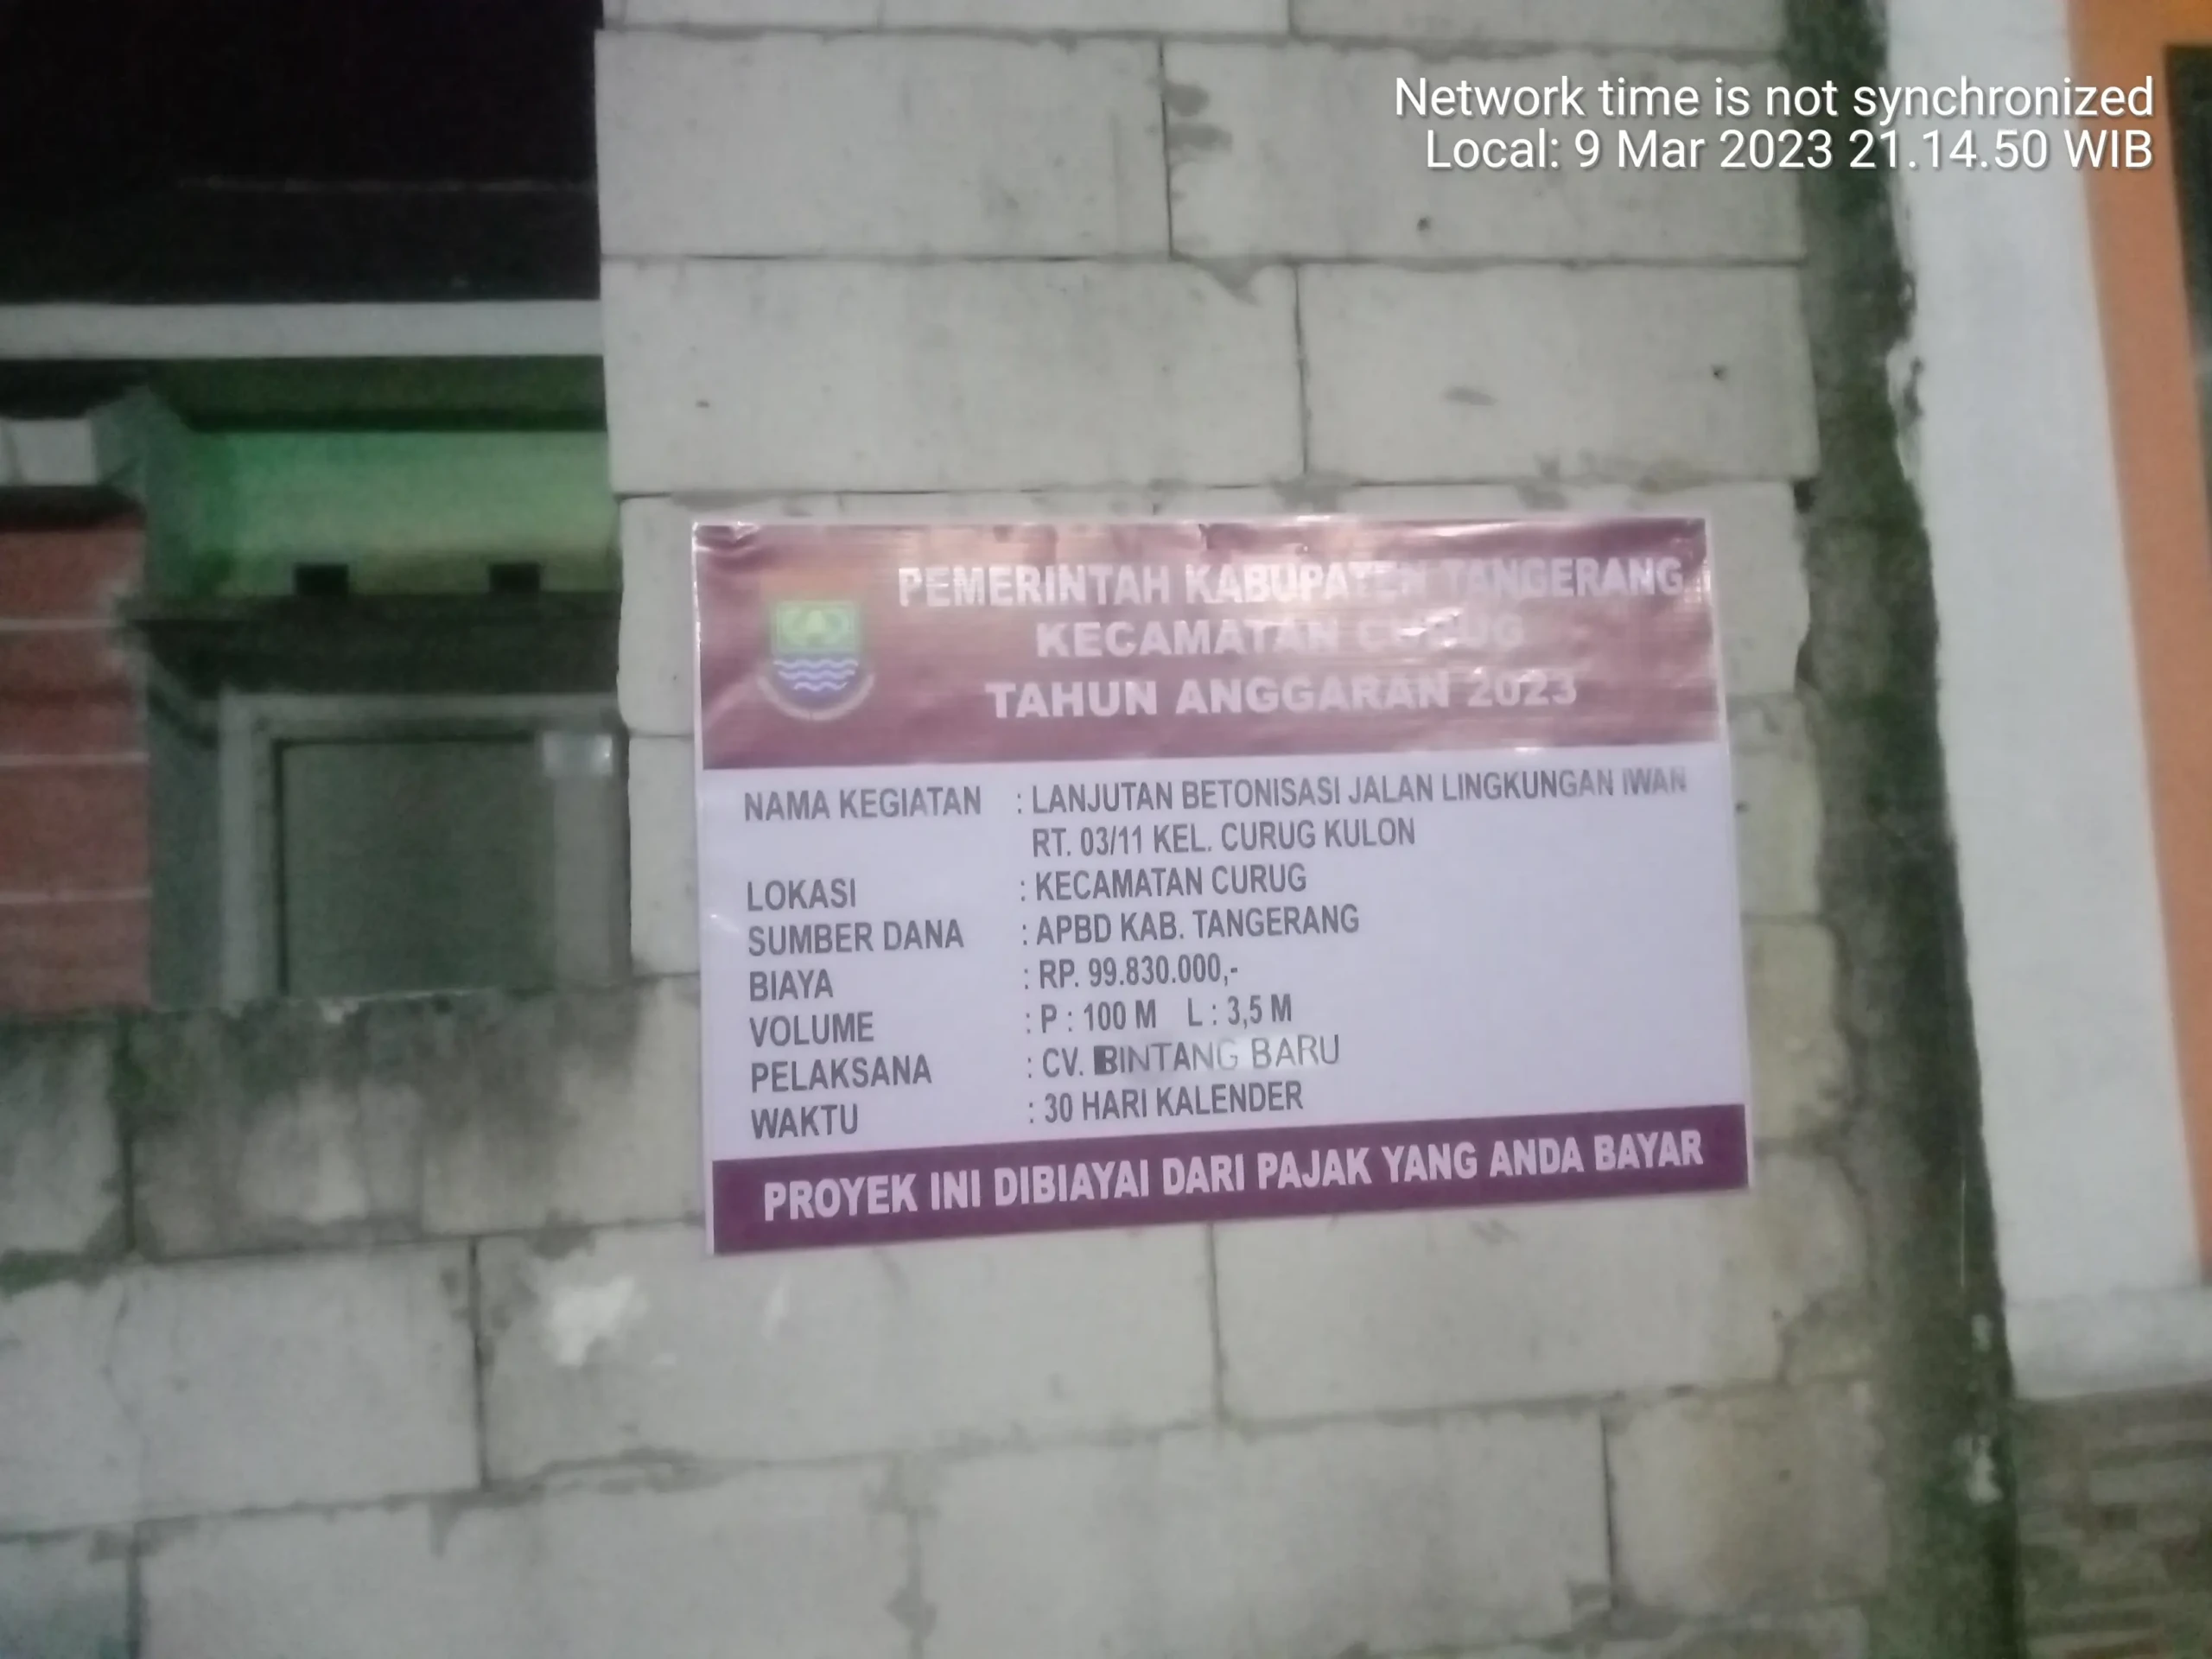 Network time is not synchronized
Local: 9 Mar 2023 21.14.50 WIB
PEMERINTAH KABUPATEN TANGERANG
KECAMATAN CURUG
TAHUN ANGGARAN 2023
NAMA KEGIATAN : LANJUTAN BETONISASI JALAN LINGKUNGAN IWAN
RT. 03/11 KEL. CURUG KULON
LOKASI : KECAMATAN CURUG
SUMBER DANA : APBD KAB. TANGERANG
BIAYA : RP. 99.830.000,-
VOLUME : P : 100 M L : 3,5 M
PELAKSANA : CV. BINTANG BARU
WAKTU : 30 HARI KALENDER
PROYEK INI DIBIAYAI DARI PAJAK YANG ANDA BAYAR